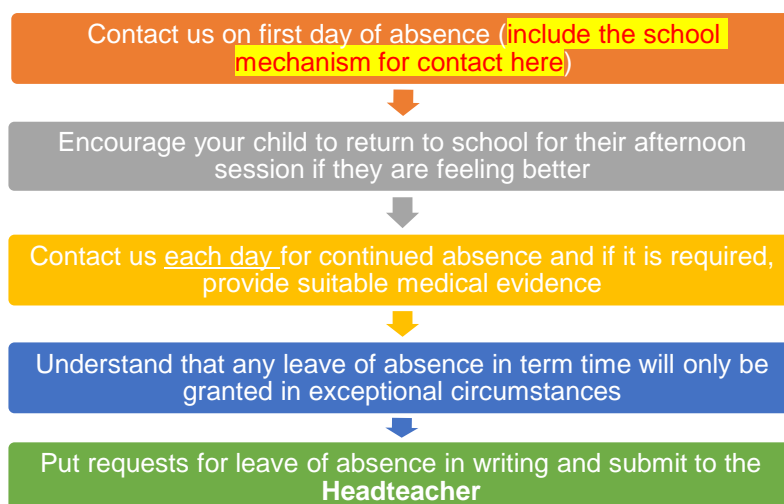 Contact us on first day of absence (include the school
mechanism for contact here)
Encourage your child to return to school for their afternoon
session if they are feeling better
Contact us each day for continued absence and if it is required,
provide suitable medical evidence
Understand that any leave of absence in term time will only be
granted in exceptional circumstances
Put requests for leave of absence in writing and submit to the
Headteacher